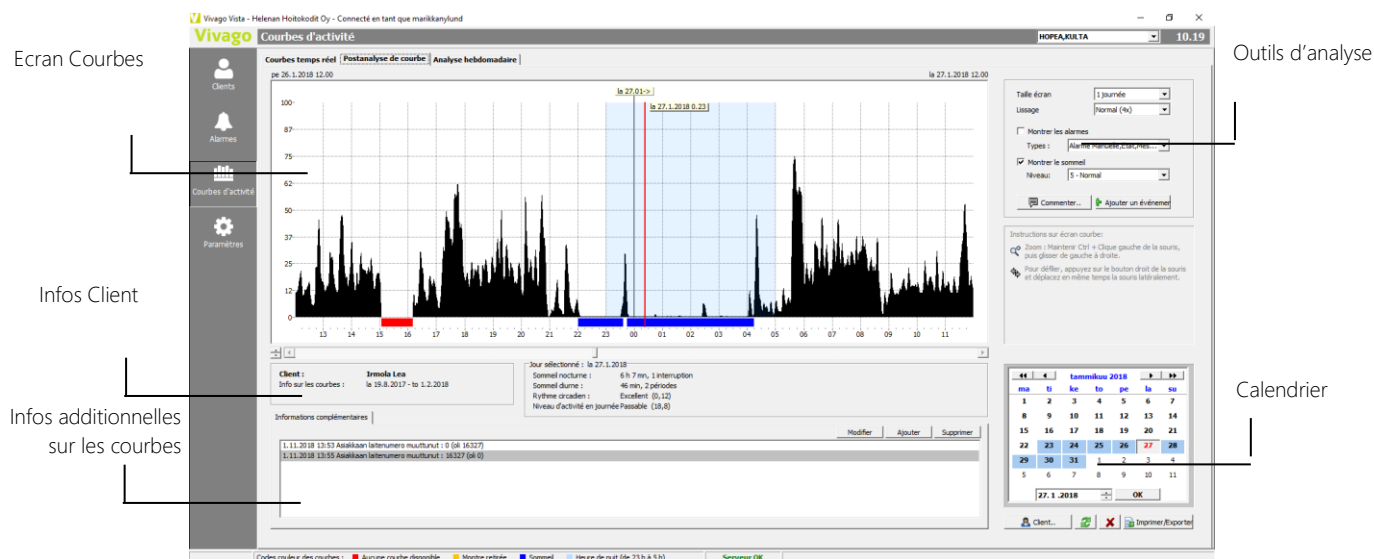 Vivago Vista - Helenan Hoitokodit Oy - Connecté en tant que marikkanylund
Vivago Courbes d'activité HOPEA,KULTA 10.19
Ecran Courbes
Infos Client
Infos additionnelles
sur les courbes
Outils d'analyse
Calendrier
Clients
Alarmes
Courbes d'activité
Paramètres
Courbes temps réel Postanalyse de courbe Analyse hebdomadaire
pe 26.1.2018 12.00 la 27.1.2018 12.00
la 27.01->
la 27.1.2018 0.23
100
87
75
62
50
37
25
12
0
13 14 15 16 17 18 19 20 21 22 23 00 01 02 03 04 05 06 07 08 09 10 11
Taille écran 1 journée
Lissage Normal (4x)
Montrer les alarmes
Types : Alarme Manuelle,Etat,Mes...
Montrer le sommeil
Niveau: 5 - Normal
Commenter... Ajouter un événemer
Instructions sur écran courbe:
Zoom : Maintenir Ctrl + Clique gauche de la souris,
puis glisser de gauche à droite.
Pour défiler, appuyez sur le bouton droit de la souris
et déplacez en même temps la souris latéralement.
Client : Irmola Lea
Info sur les courbes : la 19.8.2017 - to 1.2.2018
Jour sélectionné : la 27.1.2018
Sommeil nocturne : 6 h 7 mn, 1 interruption
Sommeil diurne : 46 min, 2 périodes
Rythme circadien : Excellent (0,12)
Niveau d'activité en journée Passable (18,8)
Informations complémentaires
Modifier Ajouter Supprimer
1.11.2018 13:53 Asiakkaan laitenumero muuttunut : 0 (oli 16327)
1.11.2018 13:55 Asiakkaan laitenumero muuttunut : 16327 (oli 0)
tammikuu 2018
ma ti ke to pe la su
1 2 3 4 5 6 7
8 9 10 11 12 13 14
15 16 17 18 19 20 21
22 23 24 25 26 27 28
29 30 31 1 2 3 4
5 6 7 8 9 10 11
27. 1 .2018 OK
Client... Imprimer/Exporter
Codes couleur des courbes : Aucune courbe disponible Montre retirée Sommeil Heure de nuit (de 23 h à 5 h) Serveur OK